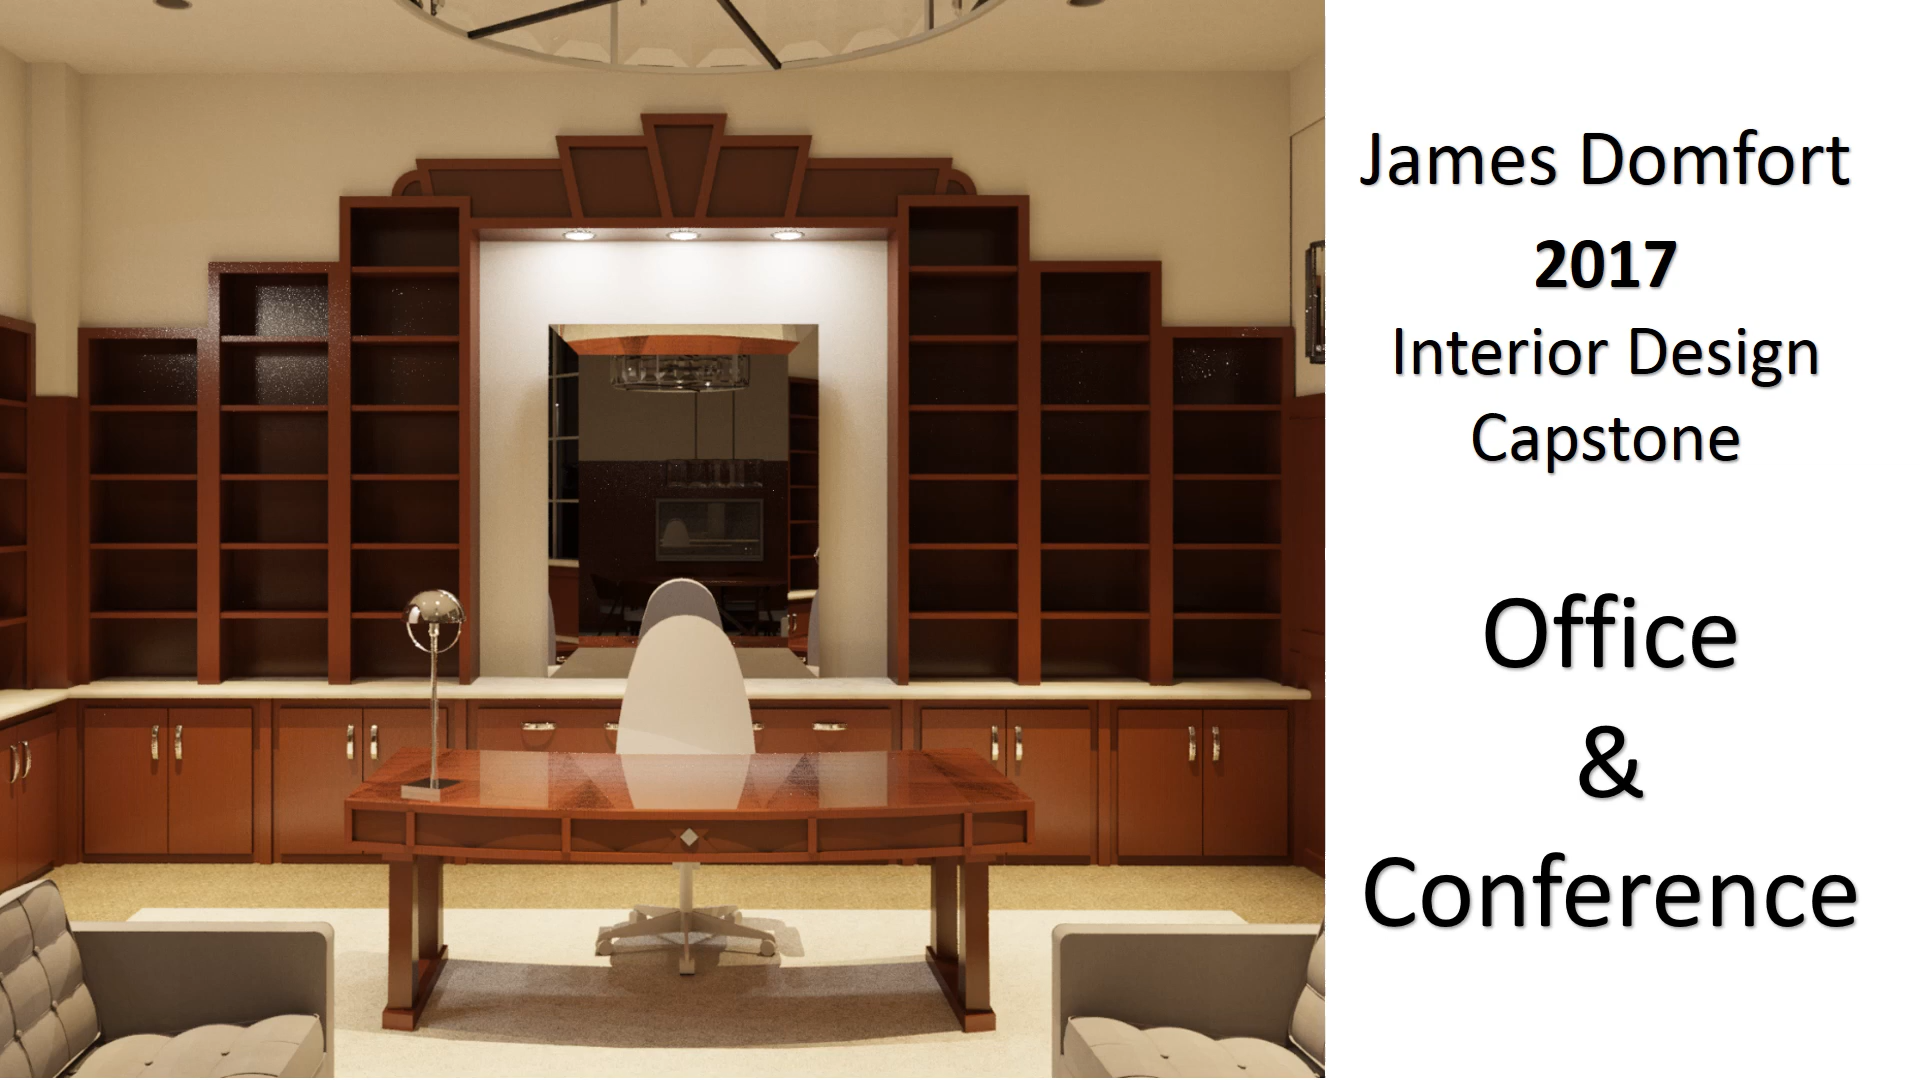 James Domfort
2017
Interior Design
Capstone
Office
&
Conference